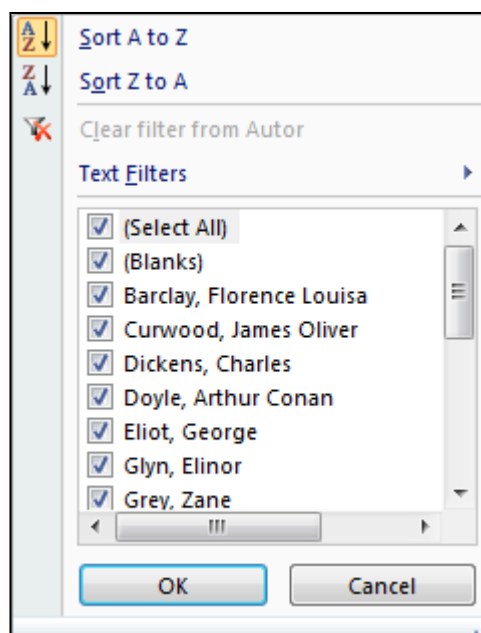 Sort A to Z
Sort Z to A
Clear filter from Autor
Text Filters
(Select All)
(Blanks)
Barclay, Florence Louisa
Curwood, James Oliver
Dickens, Charles
Doyle, Arthur Conan
Eliot, George
Glyn, Elinor
Grey, Zane
OK
Cancel